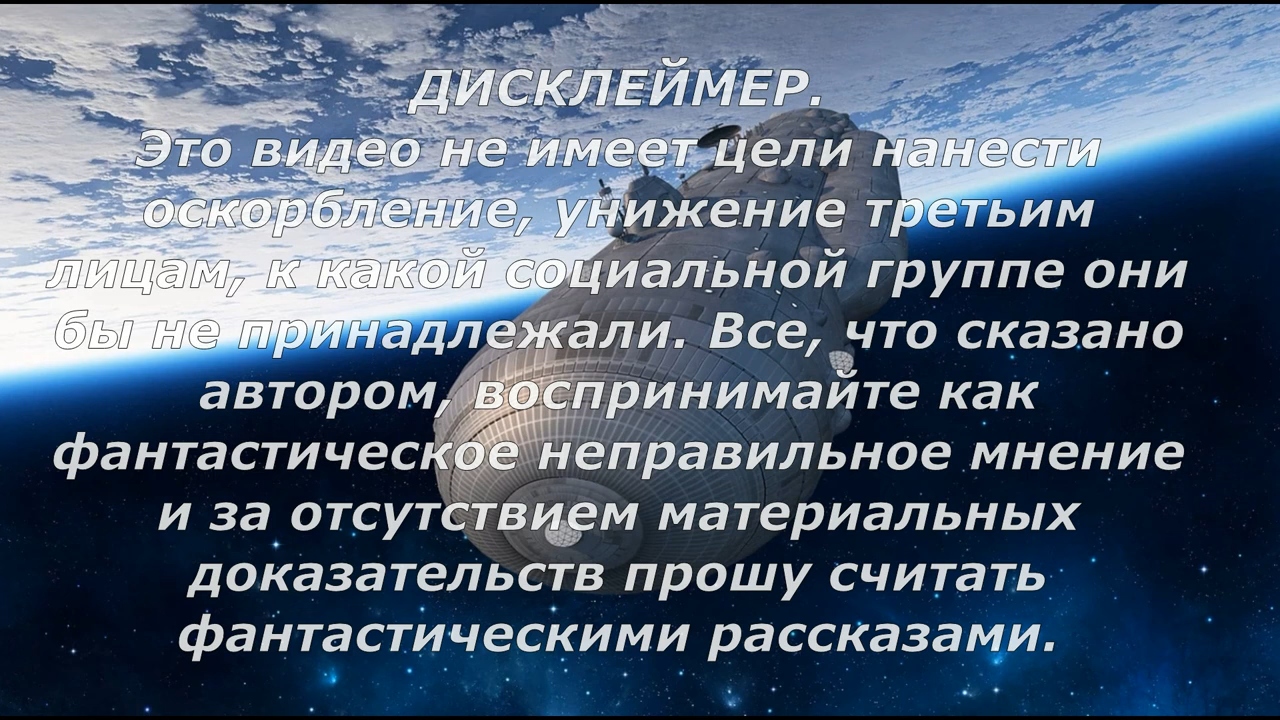 ДИСКЛЕЙМЕР.
Это видео не имеет цели нанести
оскорбление, унижение третьим
лицам, к какой социальной группе они
бы не принадлежали. Все, что сказано
автором, воспринимайте как
фантастическое неправильное мнение
и за отсутствием материальных
доказательств прошу считать
фантастическими рассказами.